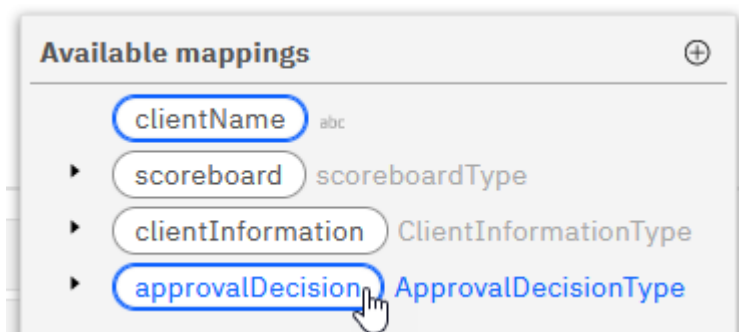 Available mappings
clientName abc
scoreboard scoreboardType
clientInformation ClientInformationType
approvalDecision ApprovalDecisionType